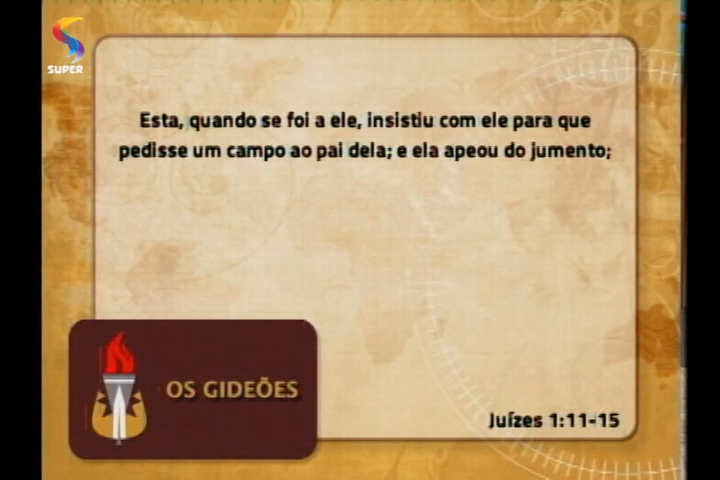 SUPER
Esta, quando se foi a ele, insistiu com ele para que
pedisse um campo ao pai dela; e ela apeou do jumento;
OS GIDEÕES
Juízes 1:11-15